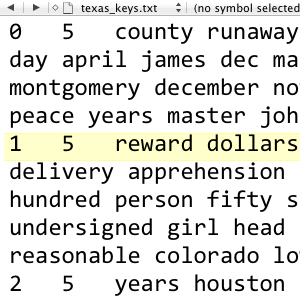 texas_keys.txt (no symbol selected
0 5 county runaway
day april james dec ma
montgomery december no
peace years master joh
1 5 reward dollars
delivery apprehension
hundred person fifty s
undersigned girl head
reasonable colorado lo
2 5 years houston